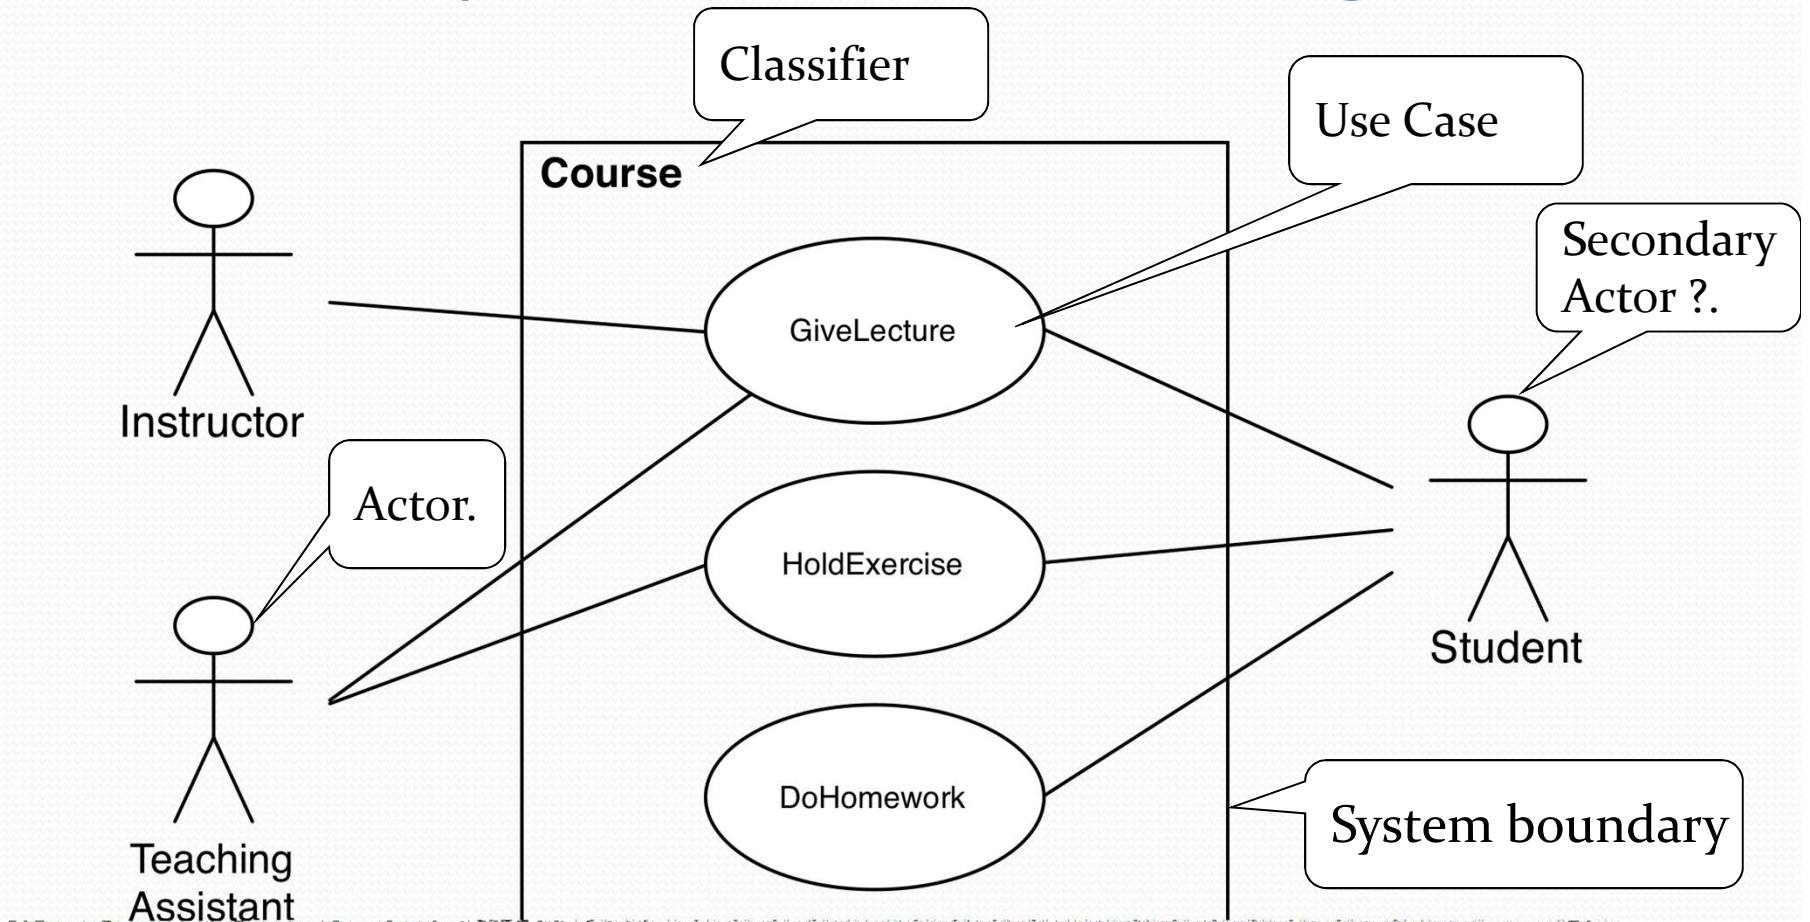 Classifier
Use Case
Course
Secondary
Actor ?.
GiveLecture
Instructor
Actor.
HoldExercise
Student
DoHomework
System boundary
Teaching
Assistant